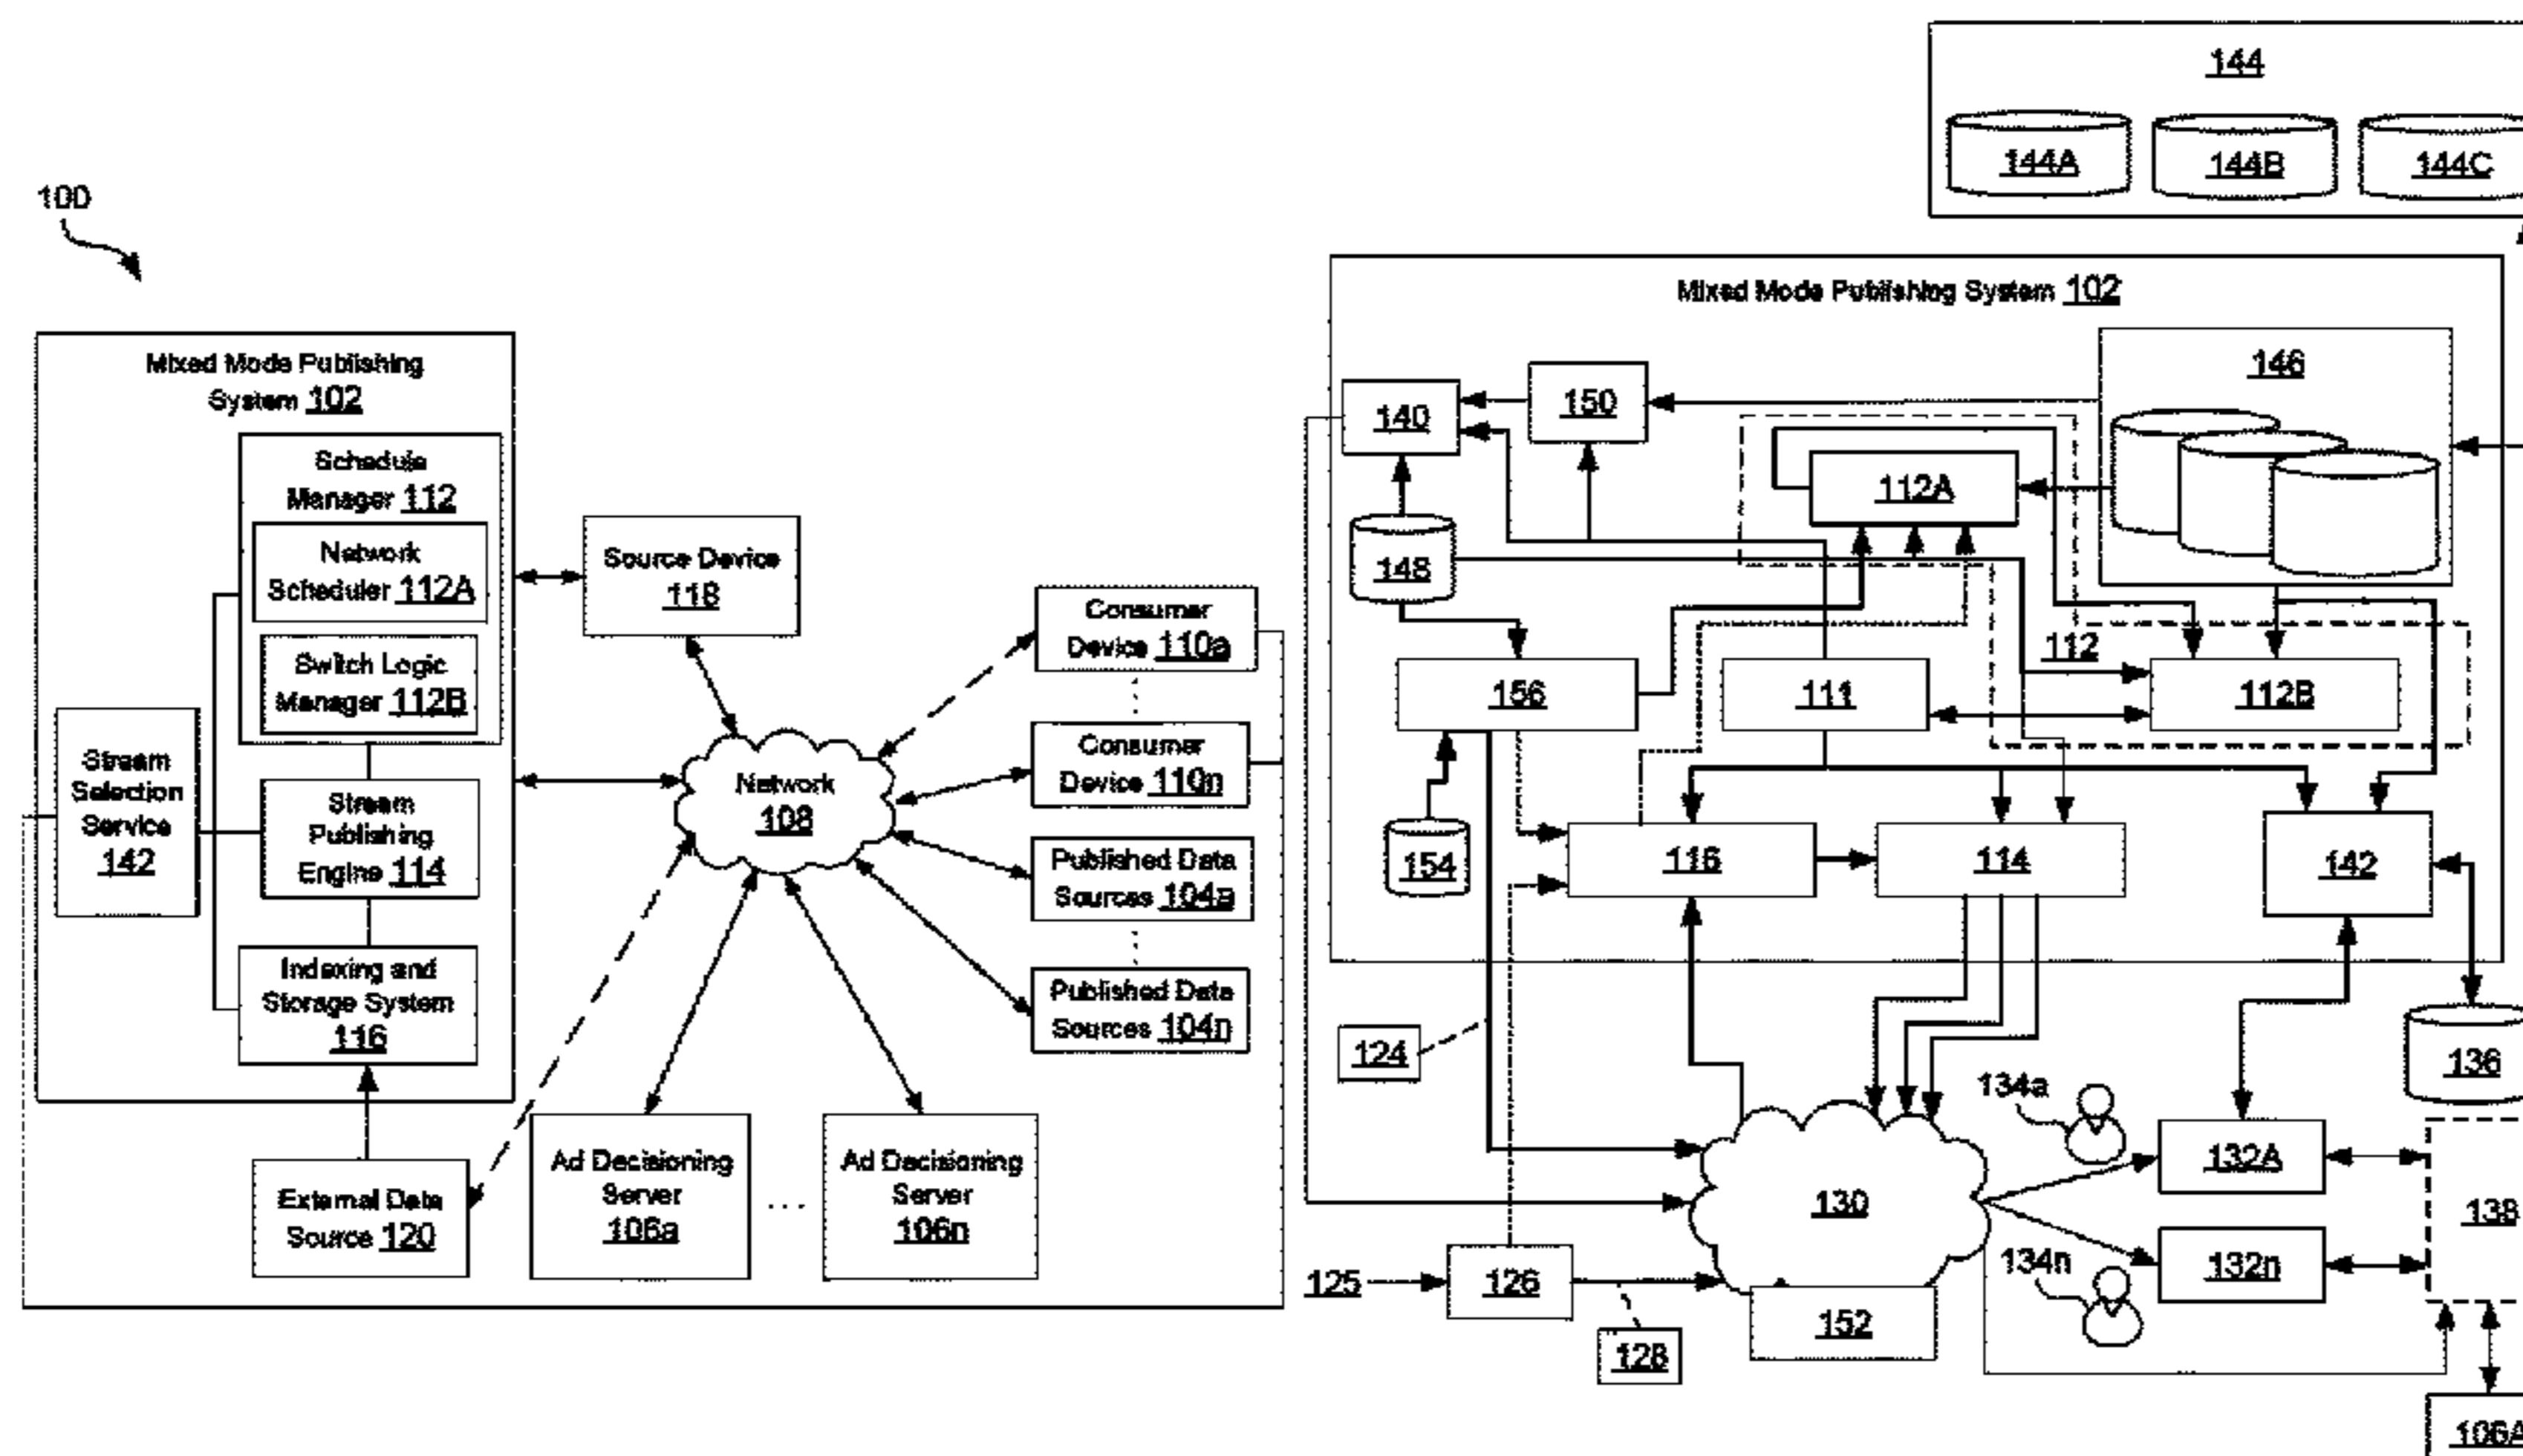 100
Mixed Mode Publishing
System 102
Schedule
Manager 112
Network
Scheduler 112A
Switch Logic
Manager 112B
Stream
Selection
Service
142
Stream
Publishing
Engine 114
Indexing and
Storage System
116
External Data
Source 120
Source Device
118
Network
108
Consumer
Device 110a
Consumer
Device 110n
Published Data
Sources 104a
Published Data
Sources 104n
Ad Decisioning
Server
106a
. . .
Ad Decisioning
Server
106n
144
144A
144B
144C
Mixed Mode Publishing System 102
140
150
146
112A
148
112
156
111
112B
154
116
114
142
124
136
134a
132A
130
138
134n
132n
125
126
152
128
106A